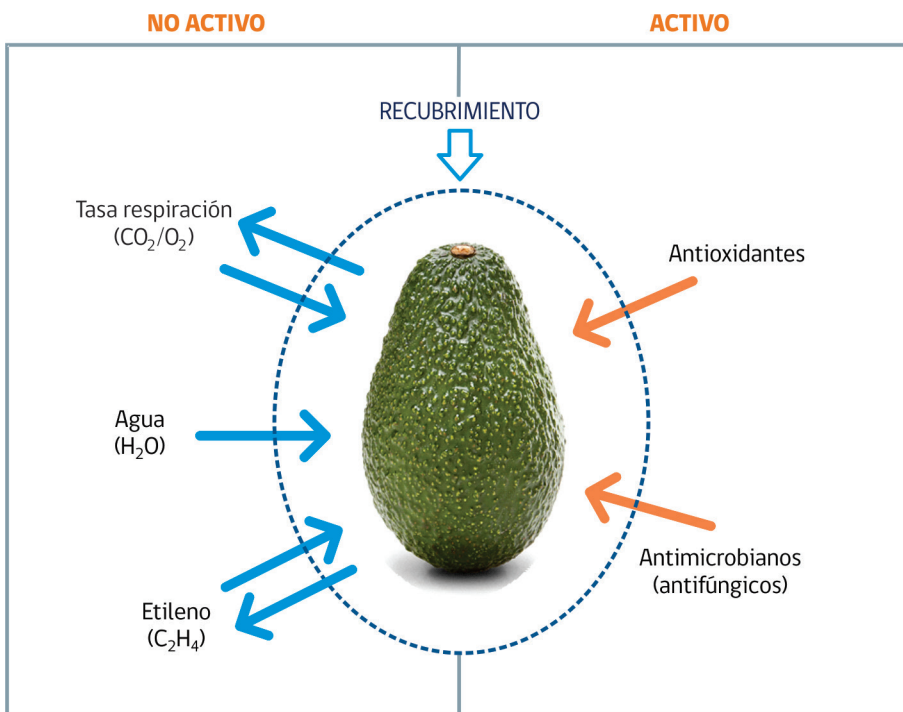 NO ACTIVO
ACTIVO
RECUBRIMIENTO
Tasa respiración
(CO₂/O₂)
Antioxidantes
Agua
(H₂O)
Antimicrobianos
(antifúngicos)
Etileno
(C₂H₄)